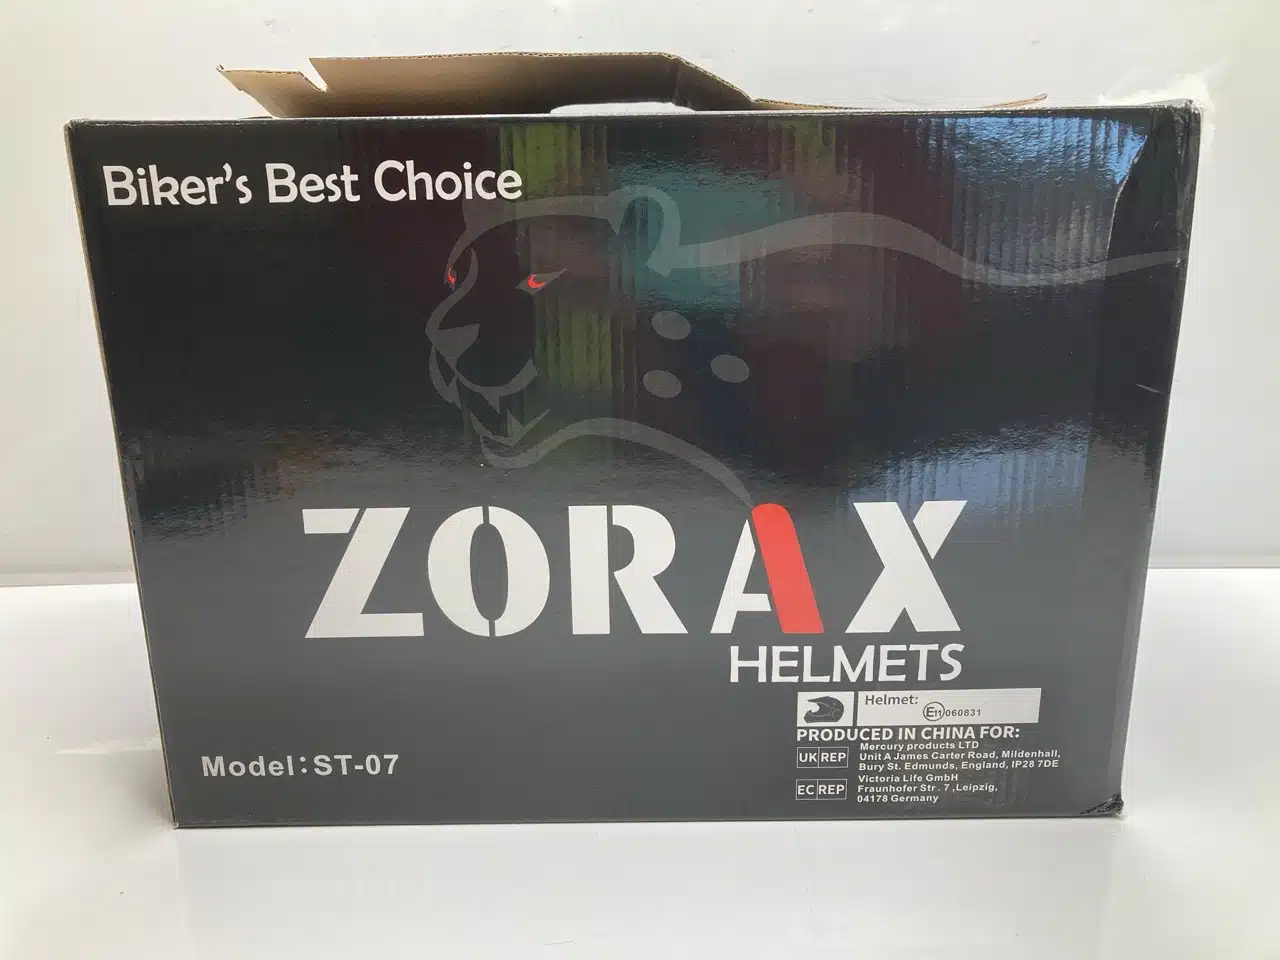 Biker's Best Choice
ZORAX
HELMETS
Helmet:
E11 060831
PRODUCED IN CHINA FOR:
UK REP
Mercury products LTD
Unit A James Carter Road, Mildenhall,
Bury St. Edmunds, England, IP28 7DE
EC REP
Victoria Life GmbH
Fraunhofer Str. 7, Leipzig,
04178 Germany
Model: ST-07